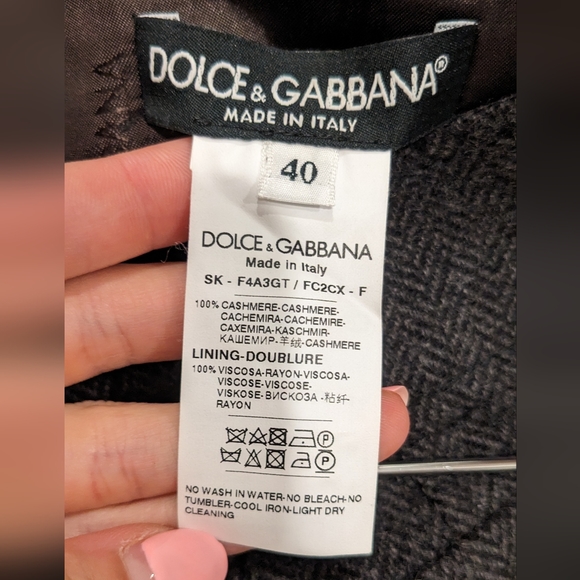 DOLCE & GABBANA®
MADE IN ITALY
40
DOLCE & GABBANA
Made in Italy
SK - F4A3GT / FC2CX - F
100% CASHMERE-CASHMERE-
CACHEMIRA-CACHEMIRE-
CAXEMIRA-KASCHMIR-
КАШЕМИР-羊绒-CASHMERE
LINING-DOUBLURE
100% VISCOSA-RAYON-VISCOSA-
VISCOSE-VISCOSE-
VISKOSE-ВИСКОЗА-粘纤-
RAYON
P
P
NO WASH IN WATER-NO BLEACH-NO
TUMBLER-COOL IRON-LIGHT DRY
CLEANING